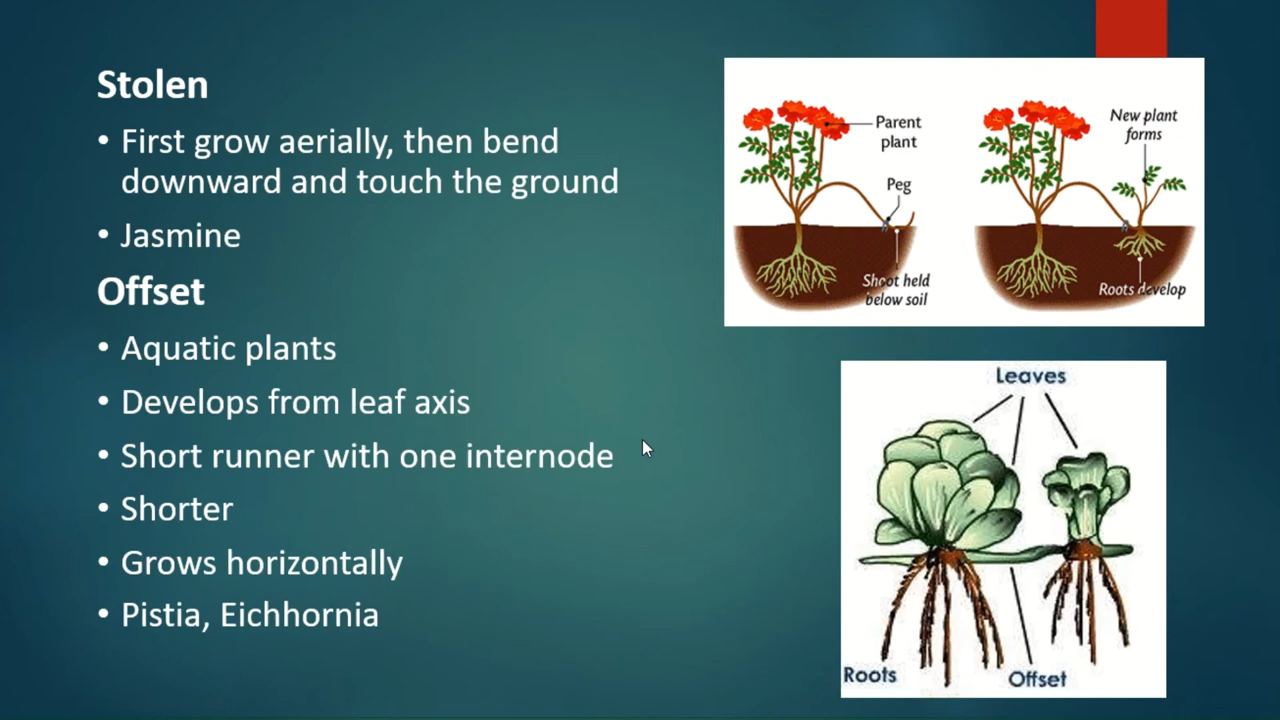 Stolen
• First grow aerially, then bend
downward and touch the ground
• Jasmine
Offset
• Aquatic plants
• Develops from leaf axis
• Short runner with one internode
• Shorter
• Grows horizontally
• Pistia, Eichhornia
Parent
plant
Peg
Shoot held
below soil
New plant
forms
Roots develop
Leaves
Roots
Offset